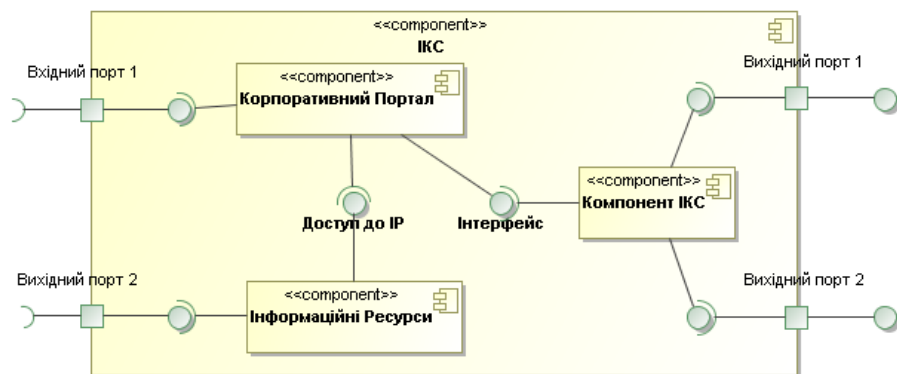 <<component>>
ІКС
Вхідний порт 1
<<component>>
Корпоративний Портал
Вихідний порт 1
<<component>>
Компонент ІКС
Доступ до ІР
Інтерфейс
Вихідний порт 2
<<component>>
Інформаційні Ресурси
Вихідний порт 2